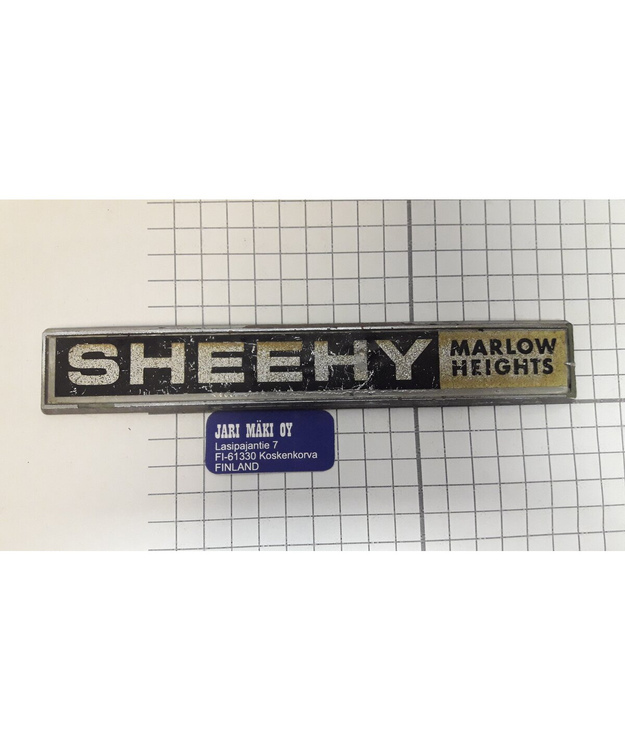 SHEEHY
MARLOW
HEIGHTS
JARI MÄKI OY
Lasipajantie 7
FI-61330 Koskenkorva
FINLAND